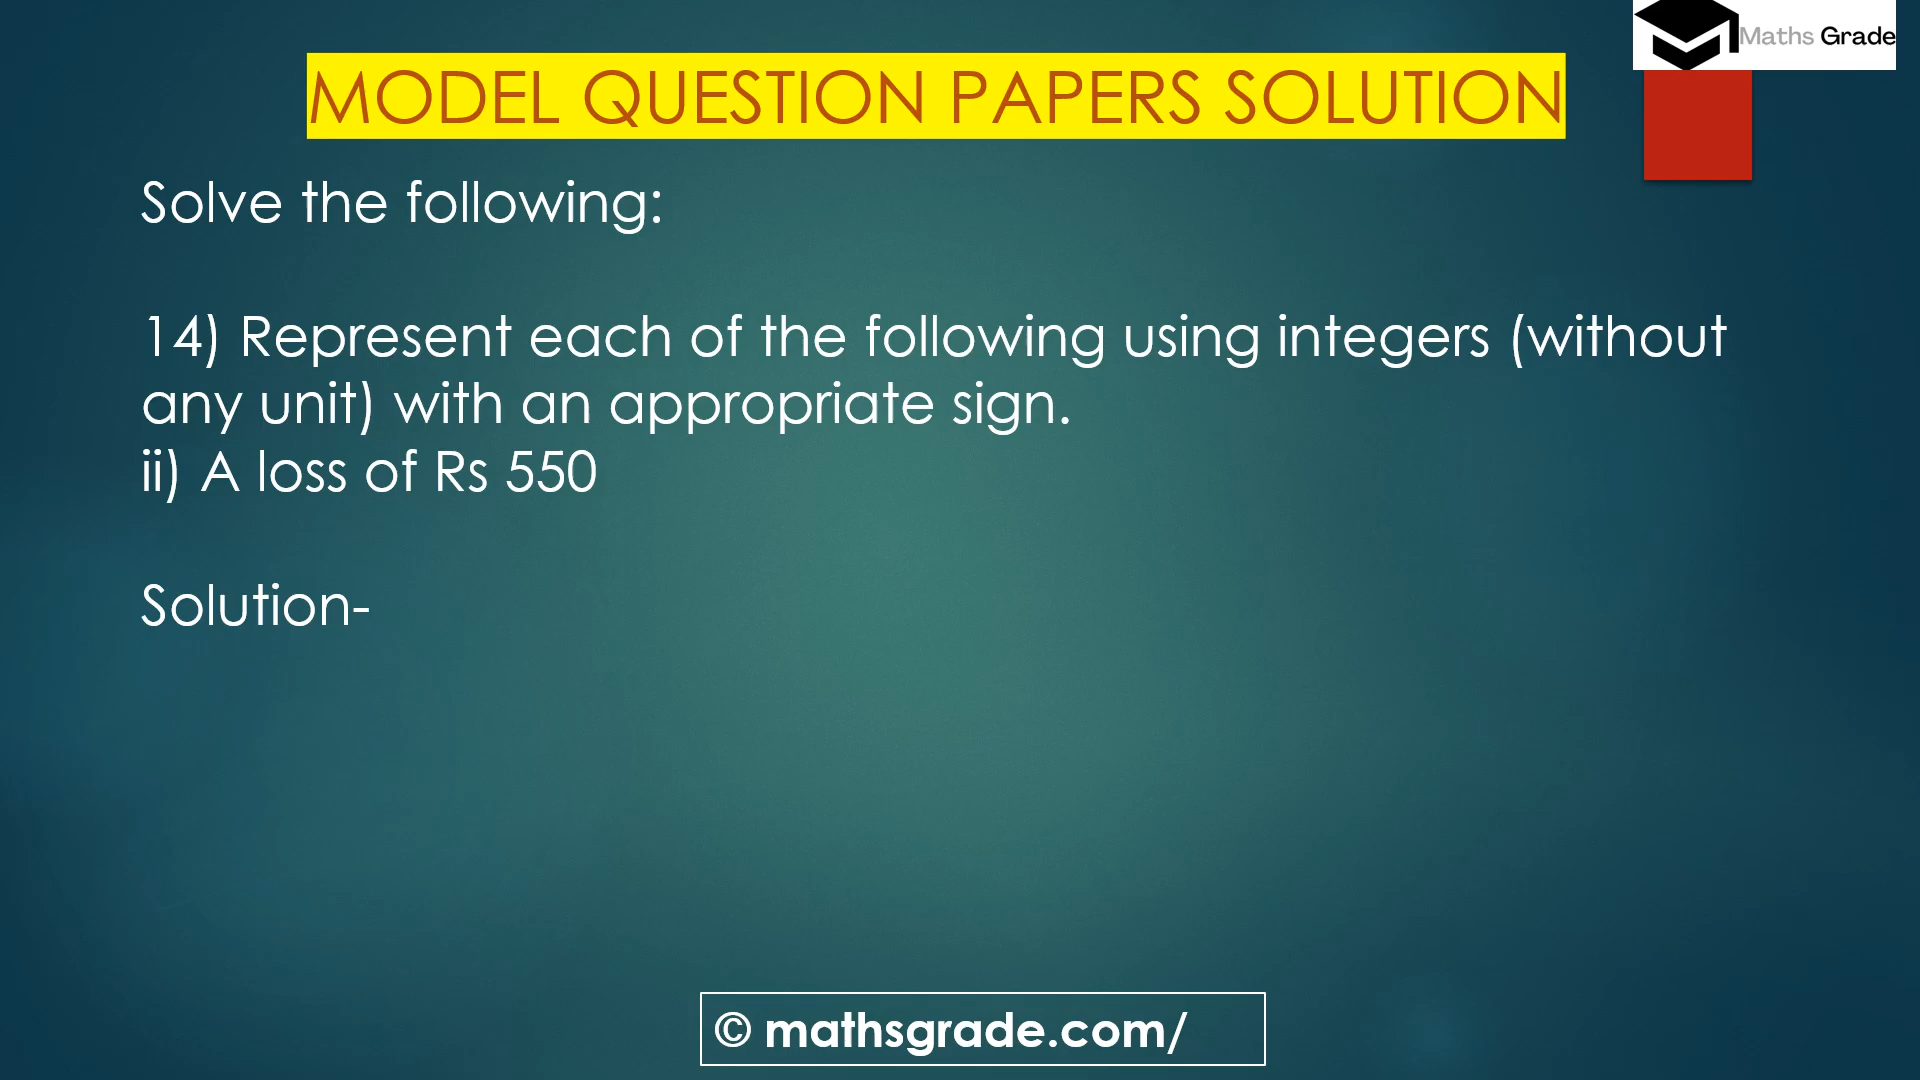 Maths Grade
MODEL QUESTION PAPERS SOLUTION
Solve the following:
14) Represent each of the following using integers (without
any unit) with an appropriate sign.
ii) A loss of Rs 550
Solution-
© mathsgrade.com/